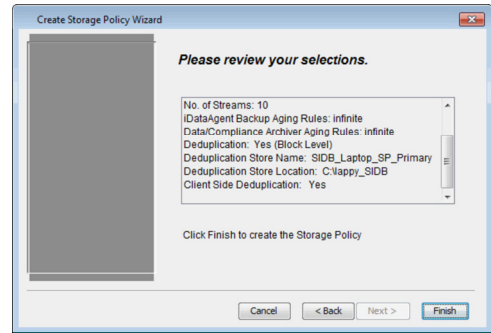 Create Storage Policy Wizard
Please review your selections.
No. of Streams: 10
iDataAgent Backup Aging Rules: infinite
Data/Compliance Archiver Aging Rules: infinite
Deduplication: Yes (Block Level)
Deduplication Store Name: SIDB_Laptop_SP_Primary
Deduplication Store Location: C:\lappy_SIDB
Client Side Deduplication: Yes
Click Finish to create the Storage Policy
Cancel < Back Next > Finish